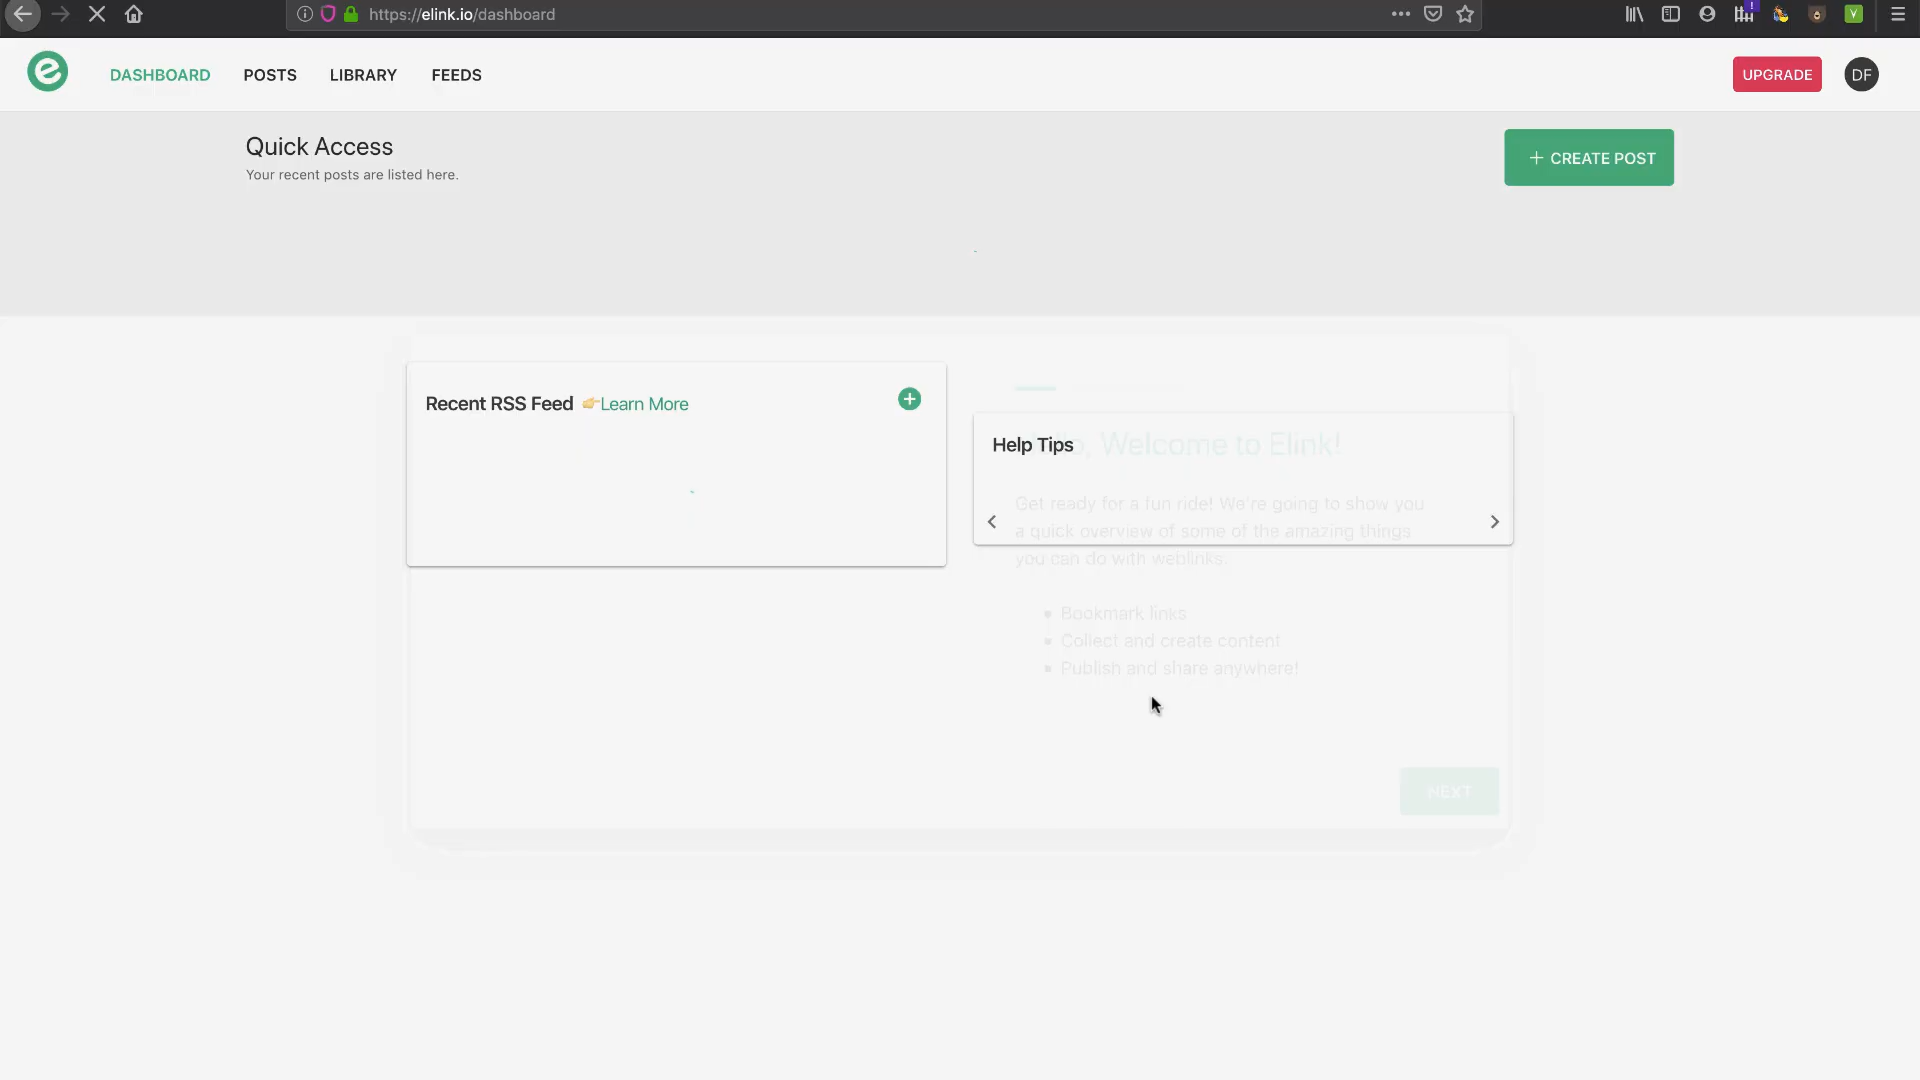 https://elink.io/dashboard
DASHBOARD POSTS LIBRARY FEEDS
UPGRADE DF
Quick Access
Your recent posts are listed here.
+ CREATE POST
Recent RSS Feed 👉Learn More
Help Tips
, Welcome to Elink!
Get ready for a fun ride! We're going to show you
a quick overview of some of the amazing things
you can do with weblinks.
Bookmark links
Collect and create content
Publish and share anywhere!
NEXT